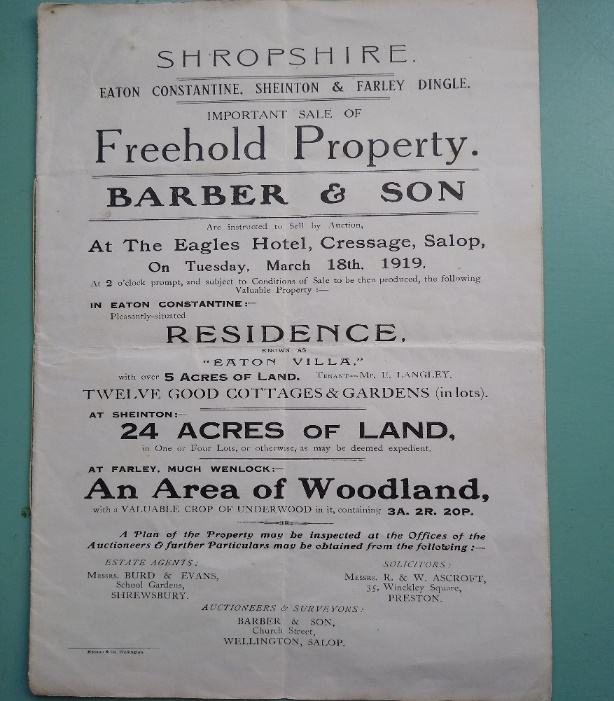 SHROPSHIRE.
EATON CONSTANTINE, SHEINTON & FARLEY DINGLE.
IMPORTANT SALE OF
Freehold Property.
BARBER & SON
Are instructed to Sell by Auction,
At The Eagles Hotel, Cressage, Salop,
On Tuesday, March 18th, 1919,
At 2 o'clock prompt, and subject to Conditions of Sale to be then produced, the following
Valuable Property :—
IN EATON CONSTANTINE:—
Pleasantly-situated
RESIDENCE,
KNOWN AS
"EATON VILLA,"
with over 5 ACRES OF LAND. TENANT—Mr. E. LANGLEY.
TWELVE GOOD COTTAGES & GARDENS (in lots).
AT SHEINTON:—
24 ACRES OF LAND,
in One or Four Lots, or otherwise, as may be deemed expedient.
AT FARLEY, MUCH WENLOCK:—
An Area of Woodland,
with a VALUABLE CROP OF UNDERWOOD in it, containing 3A. 2R. 20P.
A Plan of the Property may be inspected at the Offices of the
Auctioneers & further Particulars may be obtained from the following :—
ESTATE AGENTS:
MESSRS. BURD & EVANS,
School Gardens,
SHREWSBURY.
SOLICITORS:
MESSRS. R. & W. ASCROFT,
35, Winckley Square,
PRESTON.
AUCTIONEERS & SURVEYORS:
BARBER & SON,
Church Street,
WELLINGTON, SALOP.
& Co., Wellington